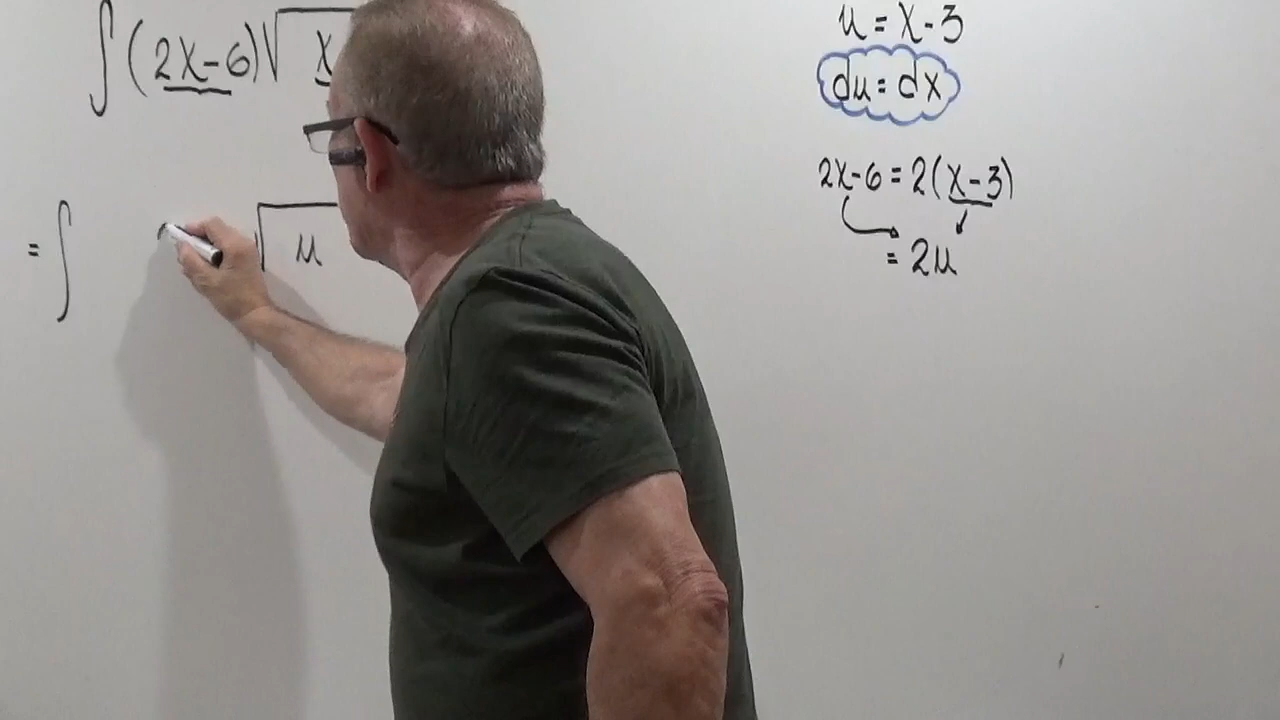 ∫(2x-6)√x
= ∫ √u
u = x-3
du = dx
2x-6 = 2(x-3)
= 2u